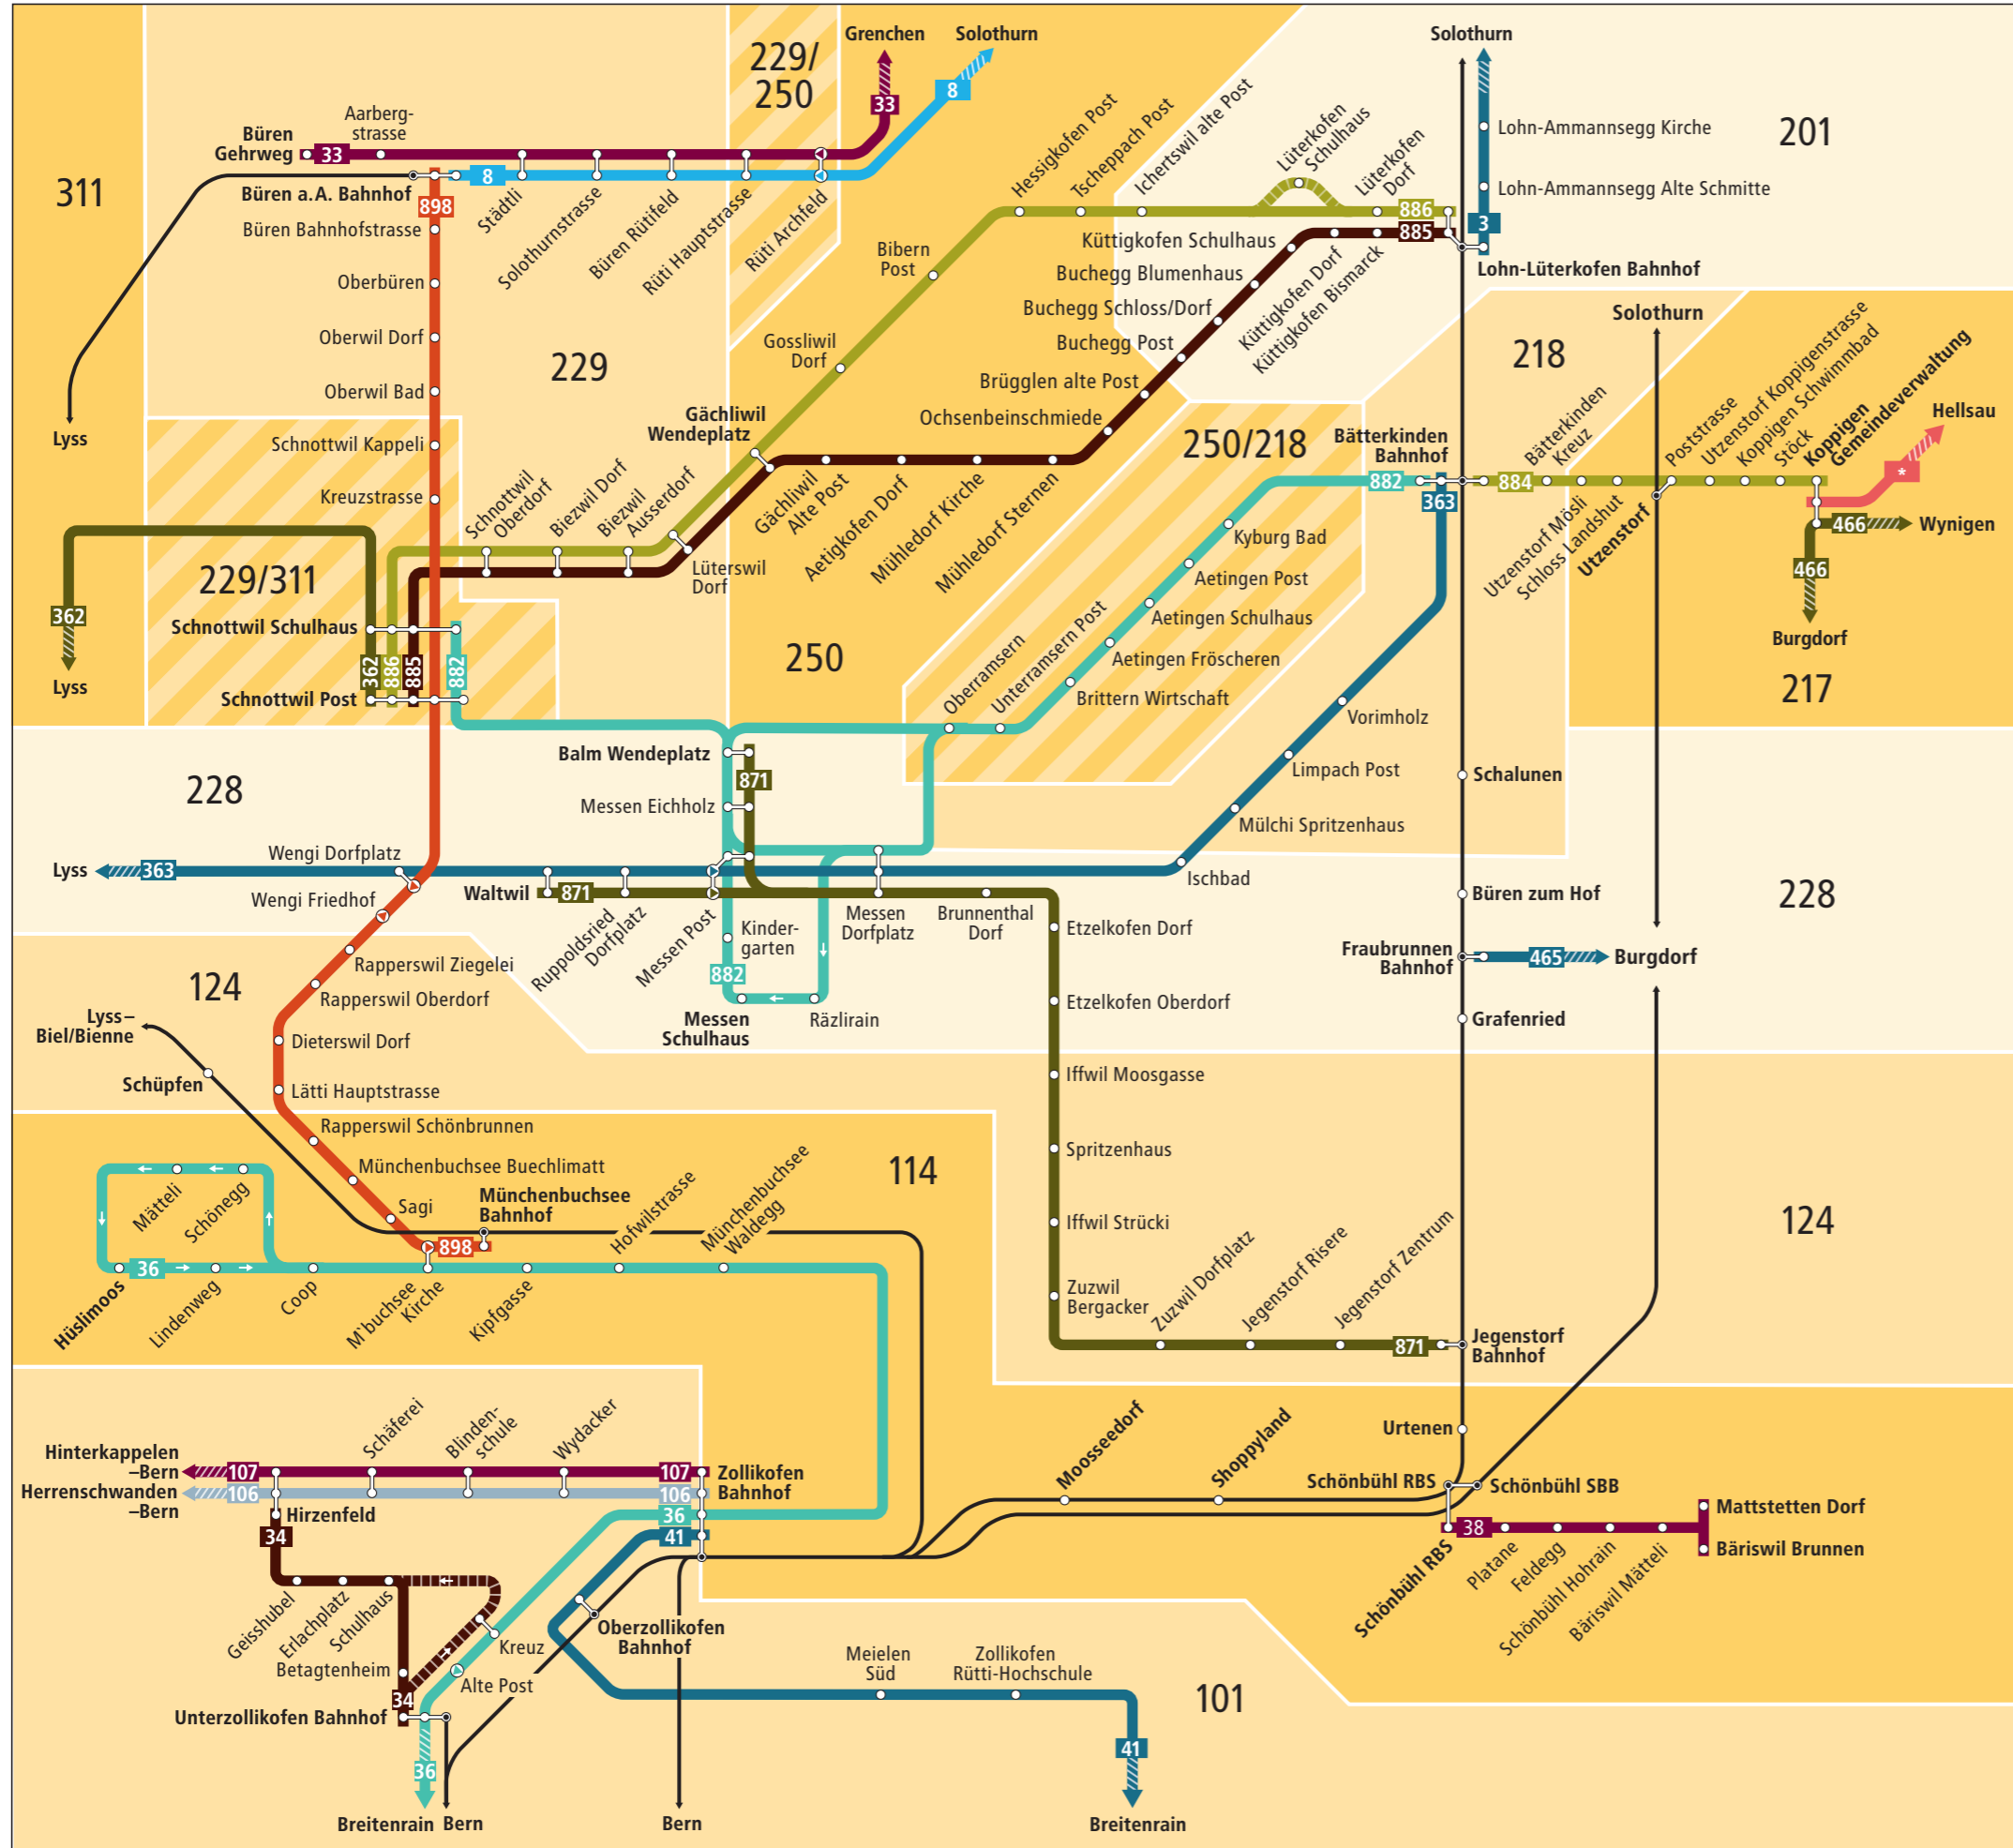 Grenchen
Solothurn
Solothurn
229/
250
33
8
Aarberg-
strasse
Büren
Gehrweg
33
Büren a.A. Bahnhof
8
898
311
Städtli
Solothurnstrasse
Büren Rütifeld
Rüti Hauptstrasse
Rüti Archfeld
Hessigkofen Post
Tscheppach Post
Ichertswil alte Post
Lüterkofen
Schulhaus
Lüterkofen
Dorf
886
885
3
Lohn-Ammannsegg Kirche
Lohn-Ammannsegg Alte Schmitte
201
Lohn-Lüterkofen Bahnhof
Büren Bahnhofstrasse
Oberbüren
Oberwil Dorf
Oberwil Bad
Schnottwil Kappeli
Kreuzstrasse
Lyss
229
Bibern
Post
Gossliwil
Dorf
Gächliwil
Wendeplatz
Küttigkofen Schulhaus
Buchegg Blumenhaus
Buchegg Schloss/Dorf
Buchegg Post
Brügglen alte Post
Ochsenbeinschmiede
Küttigkofen Dorf
Küttigkofen Bismarck
Solothurn
218
250/218
Bätterkinden
Bahnhof
882
363
884
Bätterkinden
Kreuz
Utzenstorf Mösli
Schloss Landshut
Utzenstorf
Poststrasse
Utzenstorf Koppigenstrasse
Koppigen Schwimmbad
Stöck
Koppigen
Gemeindeverwaltung
Hellsau
*
466
Wynigen
466
Burgdorf
217
Schnottwil
Oberdorf
Biezwil Dorf
Biezwil
Ausserdorf
Lüterswil
Dorf
Gächliwil
Alte Post
Aetigkofen Dorf
Mühledorf Kirche
Mühledorf Sternen
229/311
362
Lyss
Schnottwil Schulhaus
362
886
885
882
Schnottwil Post
250
Kyburg Bad
Aetingen Post
Aetingen Schulhaus
Aetingen Fröscheren
Brittern Wirtschaft
Oberramsern
Unterramsern Post
228
Balm Wendeplatz
871
Messen Eichholz
Vorimholz
Limpach Post
Mülchi Spritzenhaus
Ischbad
Schalunen
Lyss
363
Wengi Dorfplatz
Wengi Friedhof
Waltwil
871
Ruppoldsried
Dorfplatz
Messen Post
Kinder-
garten
882
Messen
Schulhaus
Räzlirain
Messen
Dorfplatz
Brunnenthal
Dorf
Büren zum Hof
228
Fraubrunnen
Bahnhof
465
Burgdorf
Grafenried
124
Rapperswil Ziegelei
Rapperswil Oberdorf
Dieterswil Dorf
Lätti Hauptstrasse
Rapperswil Schönbrunnen
Münchenbuchsee Buechlimatt
Sagi
Lyss–
Biel/Bienne
Schüpfen
Etzelkofen Dorf
Etzelkofen Oberdorf
Iffwil Moosgasse
Spritzenhaus
Iffwil Strücki
Zuzwil
Bergacker
Zuzwil Dorfplatz
Jegenstorf Risere
Jegenstorf Zentrum
871
Jegenstorf
Bahnhof
124
114
Münchenbuchsee
Bahnhof
898
Mätteli
Schönegg
Hüslimoos
36
Lindenweg
Coop
M`buchsee
Kirche
Kipfgasse
Hofwilstrasse
Münchenbuchsee
Waldegg
Hinterkappelen
–Bern
107
Herrenschwanden
–Bern
106
Schäferei
Blinden-
schule
Wydacker
107
106
36
41
Zollikofen
Bahnhof
Hirzenfeld
34
Geisshubel
Erlachplatz
Schulhaus
Betagtenheim
34
Kreuz
Alte Post
Unterzollikofen Bahnhof
36
Breitenrain
Bern
Oberzollikofen
Bahnhof
Bern
Meielen
Süd
Zollikofen
Rütti-Hochschule
41
Breitenrain
101
Moosseedorf
Shoppyland
Urtenen
Schönbühl RBS
Schönbühl SBB
38
Schönbühl RBS
Platane
Feldegg
Schönbühl Hohrain
Bäriswil Mätteli
Mattstetten Dorf
Bäriswil Brunnen